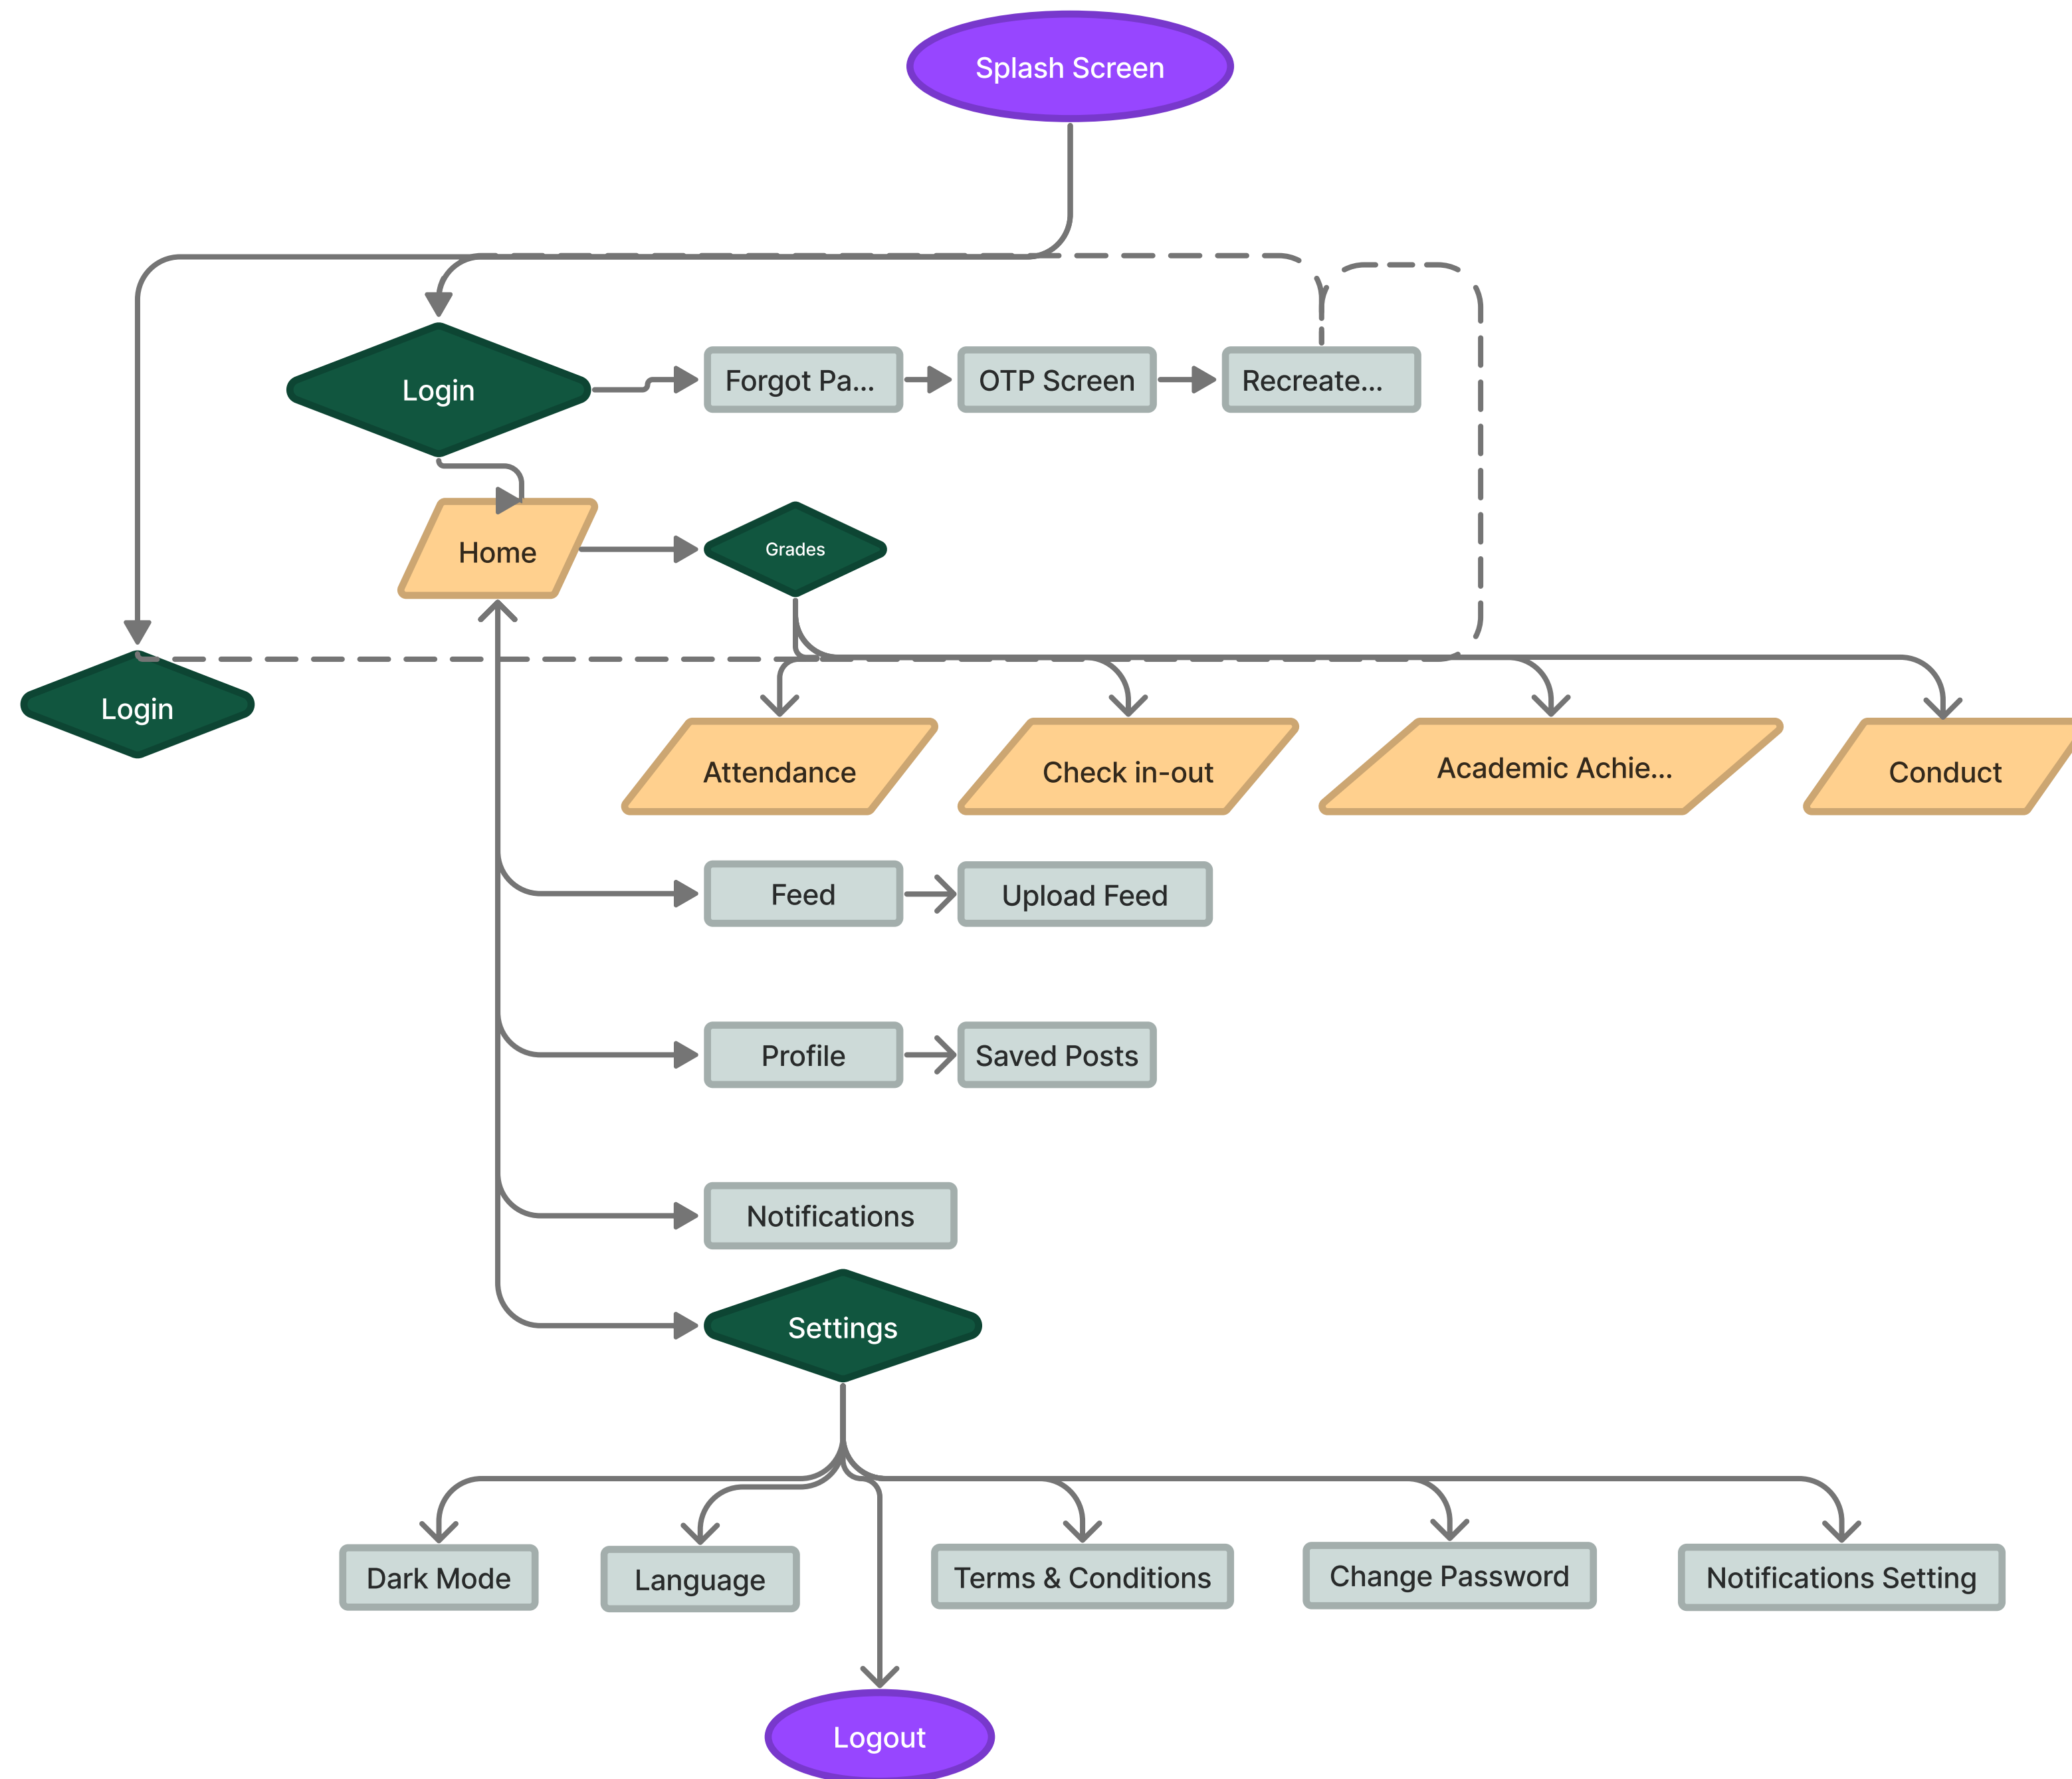 Splash Screen
Login
Forgot Pa...
OTP Screen
Recreate...
Home
Grades
Login
Attendance
Check in-out
Academic Achie...
Conduct
Feed
Upload Feed
Profile
Saved Posts
Notifications
Settings
Dark Mode
Language
Terms & Conditions
Change Password
Notifications Setting
Logout